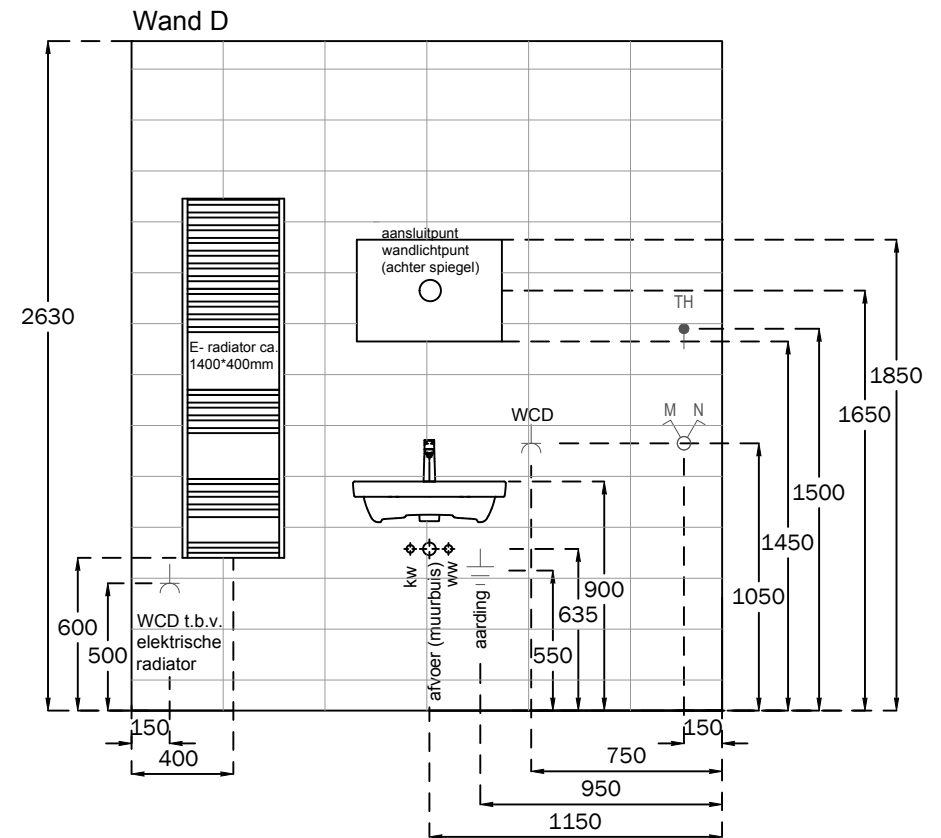 Wand D
2630
aansluitpunt
wandlichtpunt
(achter spiegel)
TH
E- radiator ca.
1400*400mm
1850
1650
WCD
M N
1500
1450
1050
900
635
550
kw
afvoer (muurbuis)
ww
aarding
600
500
WCD t.b.v.
elektrische
radiator
150
400
150
750
950
1150